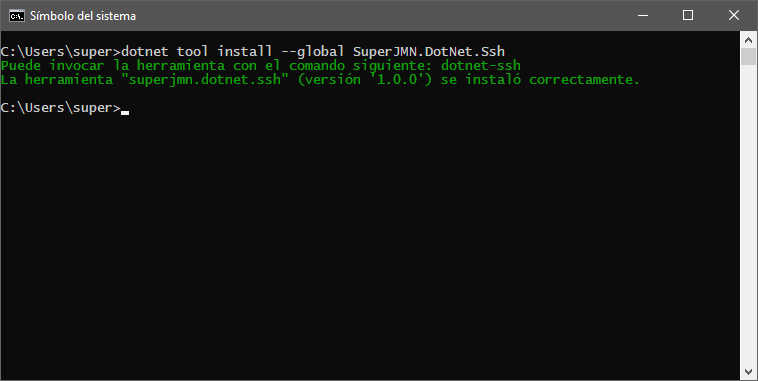 Símbolo del sistema
C:\Users\super>dotnet tool install --global SuperJMN.DotNet.Ssh
Puede invocar la herramienta con el comando siguiente: dotnet-ssh
La herramienta "superjmn.dotnet.ssh" (versión '1.0.0') se instaló correctamente.
C:\Users\super>